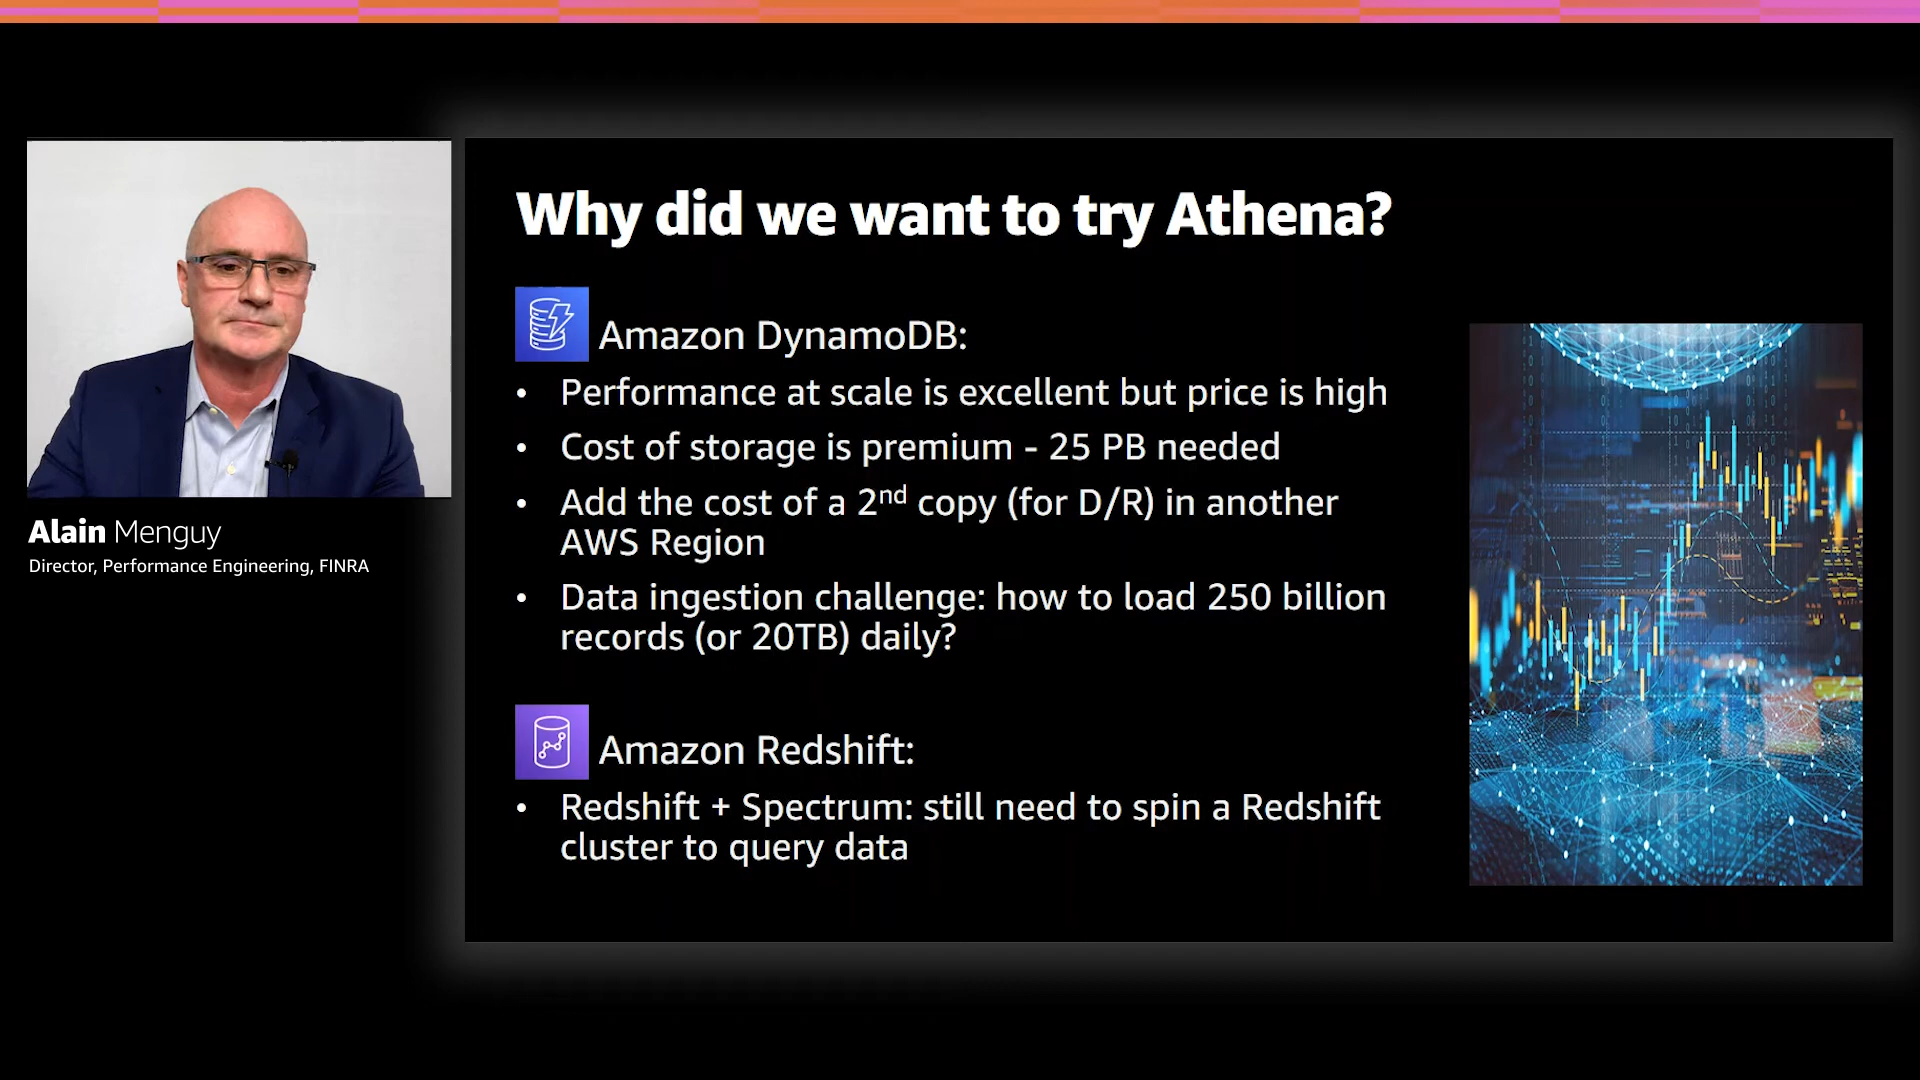 Why did we want to try Athena?
Amazon DynamoDB:
• Performance at scale is excellent but price is high
• Cost of storage is premium - 25 PB needed
• Add the cost of a 2nd copy (for D/R) in another
AWS Region
• Data ingestion challenge: how to load 250 billion
records (or 20TB) daily?
Amazon Redshift:
• Redshift + Spectrum: still need to spin a Redshift
cluster to query data
Alain Menguy
Director, Performance Engineering, FINRA